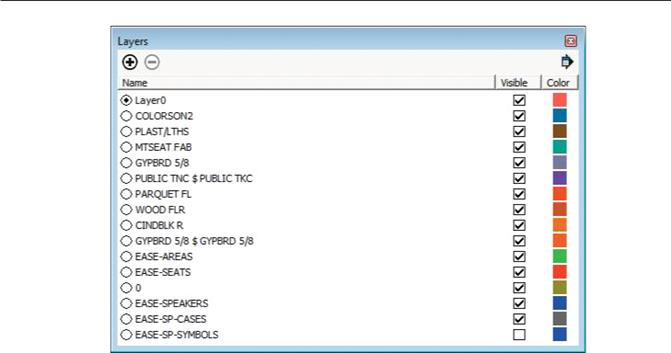 Layers
Name Visible Color
Layer0
COLORSON2
PLAST/LTHS
MTSEAT FAB
GYPBRD 5/8
PUBLIC TNC $ PUBLIC TKC
PARQUET FL
WOOD FLR
CINDBLK R
GYPBRD 5/8 $ GYPBRD 5/8
EASE-AREAS
EASE-SEATS
0
EASE-SPEAKERS
EASE-SP-CASES
EASE-SP-SYMBOLS